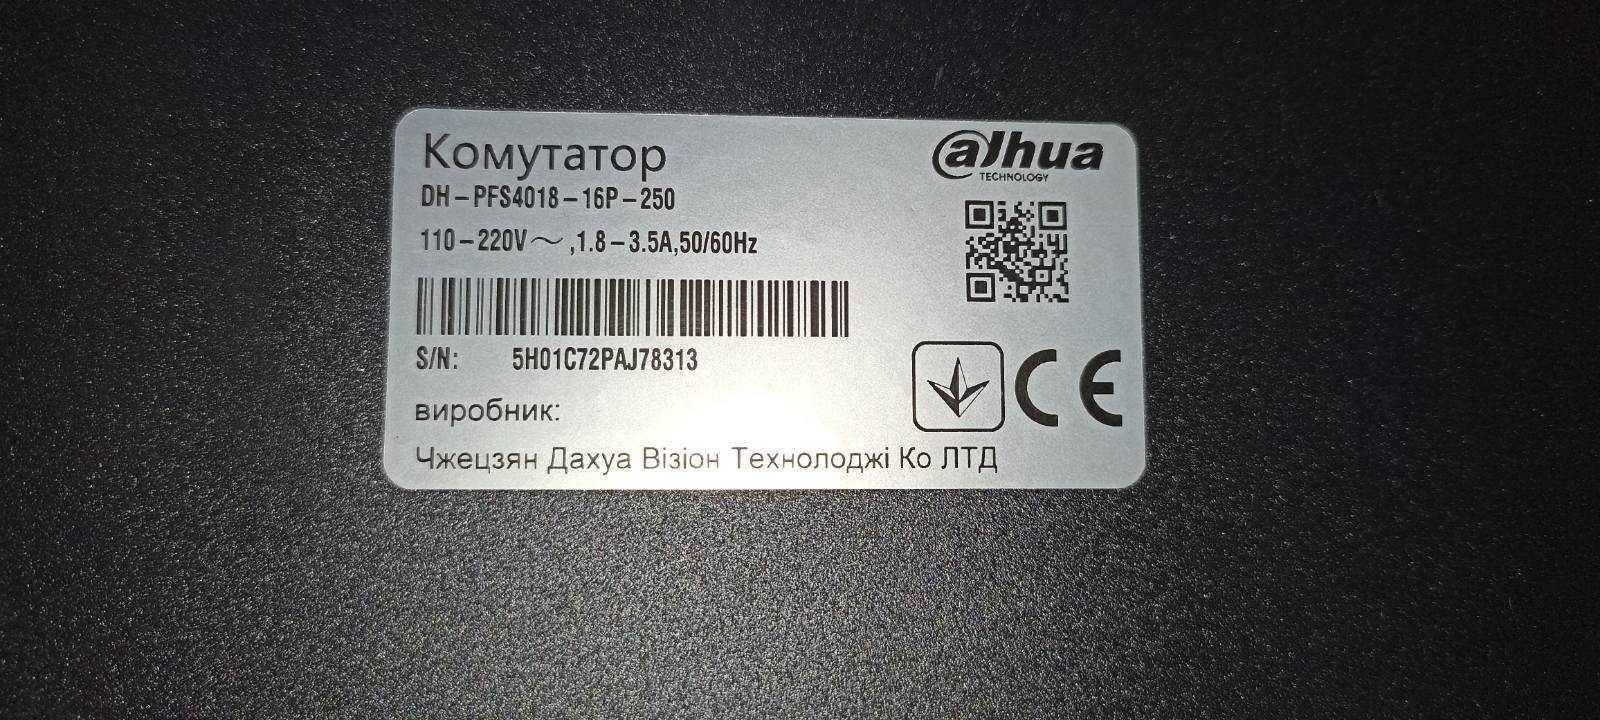 Комутатор
alhua
TECHNOLOGY
DH-PFS4018-16P-250
110-220V~,1.8-3.5A,50/60Hz
S/N: 5H01C72PAJ78313
CE
виробник:
Чжецзян Дахуа Візіон Технолоджі Ко ЛТД